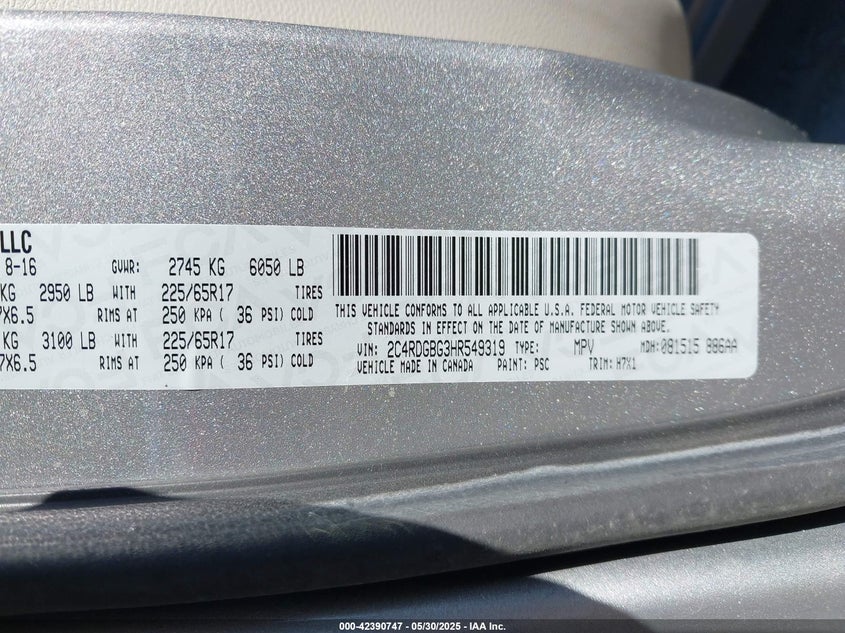 LLC
8-16 GVWR: 2745 KG 6050 LB
KG 2950 LB WITH 225/65R17 TIRES
7X6.5 RIMS AT 250 KPA ( 36 PSI) COLD
KG 3100 LB WITH 225/65R17 TIRES
7X6.5 RIMS AT 250 KPA ( 36 PSI) COLD
THIS VEHICLE CONFORMS TO ALL APPLICABLE U.S.A. FEDERAL MOTOR VEHICLE SAFETY
STANDARDS IN EFFECT ON THE DATE OF MANUFACTURE SHOWN ABOVE.
VIN: 2C4RDGBG3HR549319 TYPE: MPV MDH: 081515 886AA
VEHICLE MADE IN CANADA PAINT: PSC TRIM: H7X1
000-42390747 - 05/30/2025 - IAA Inc.